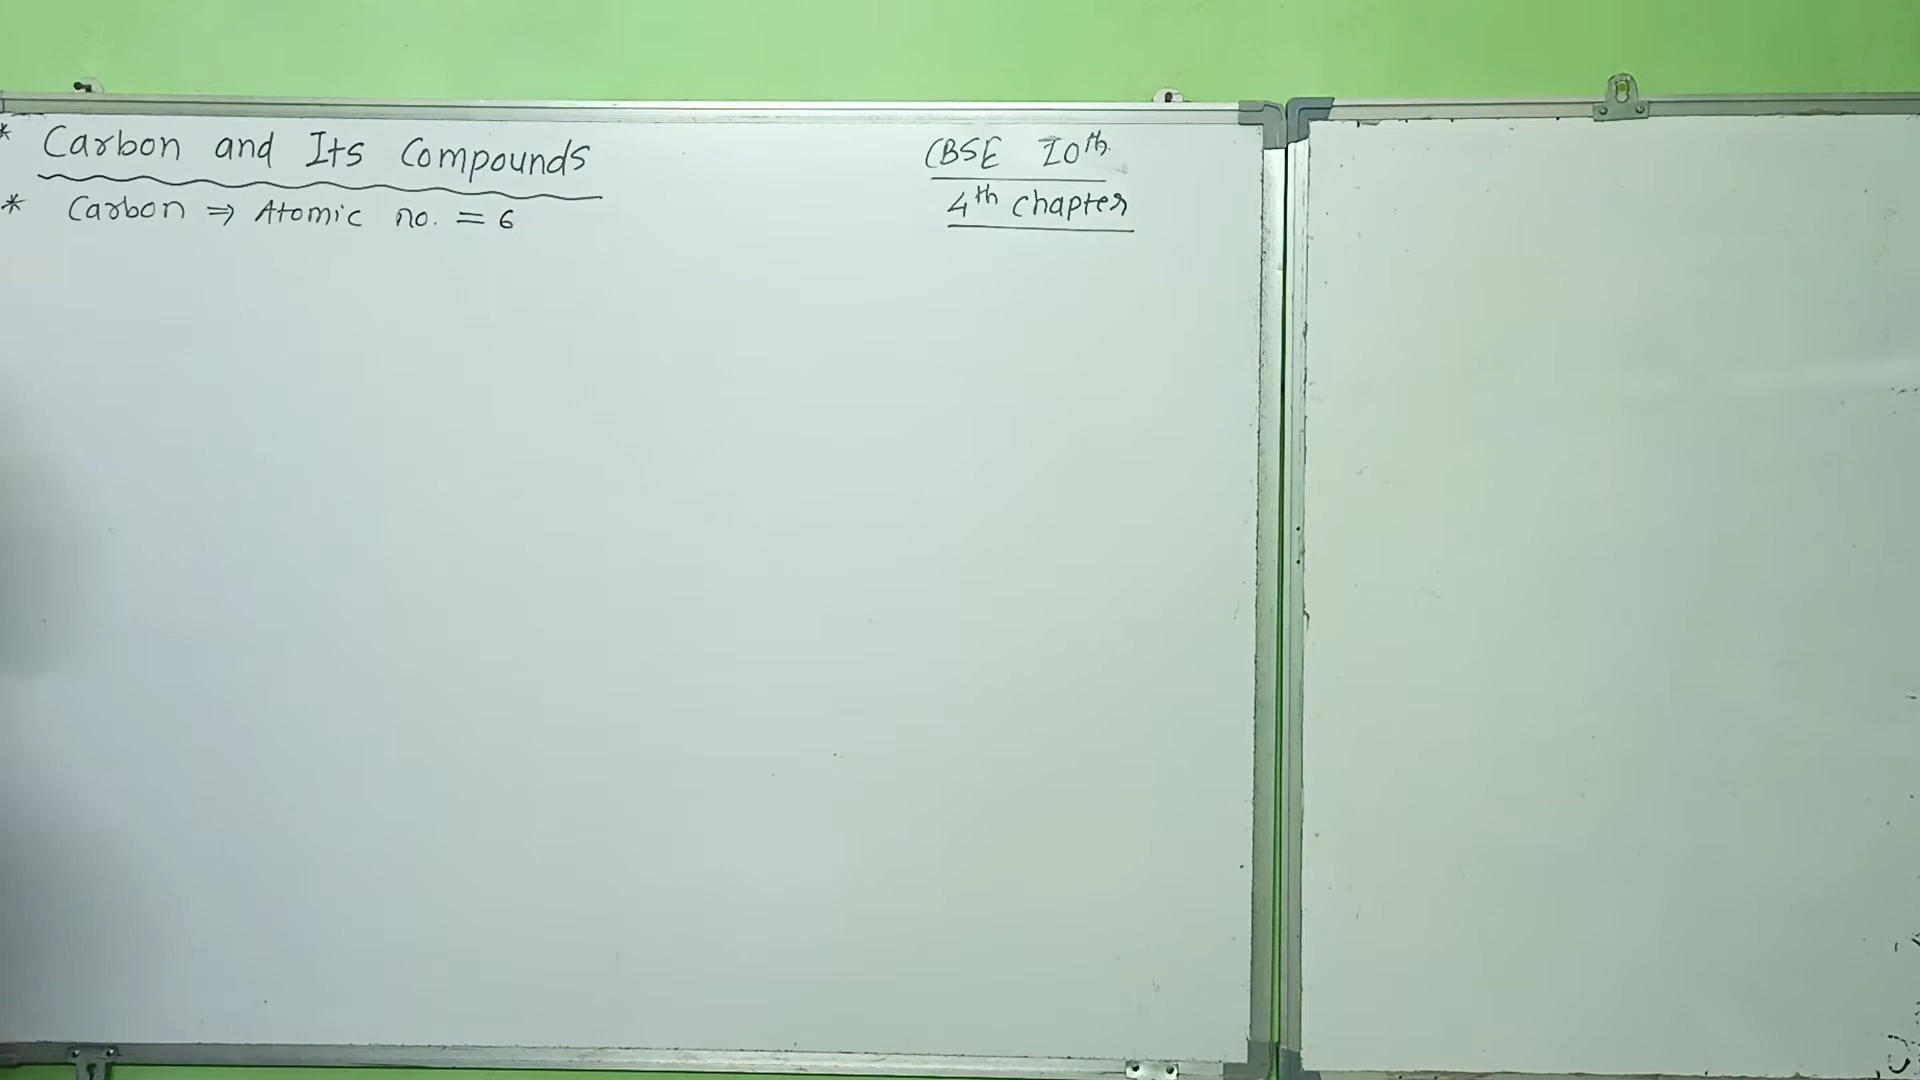 * Carbon and Its Compounds
* Carbon ⇒ Atomic no. = 6
CBSE 10th
4th chapter